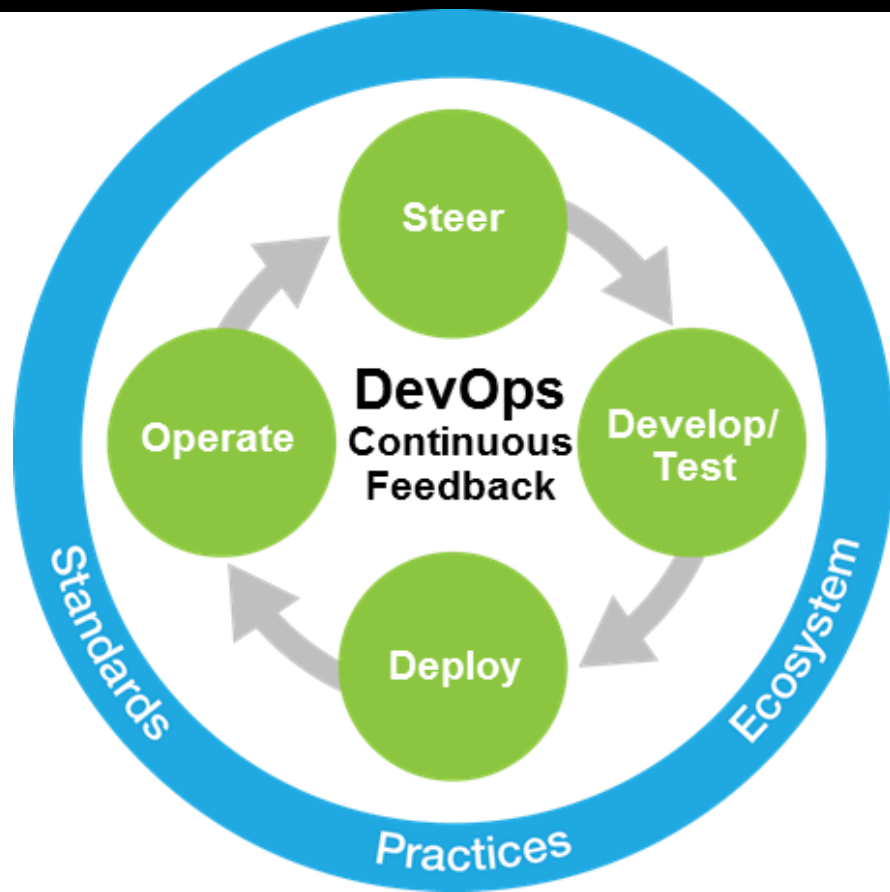 Steer
DevOps
Continuous
Feedback
Operate
Develop/
Test
Deploy
Standards
Practices
Ecosystem